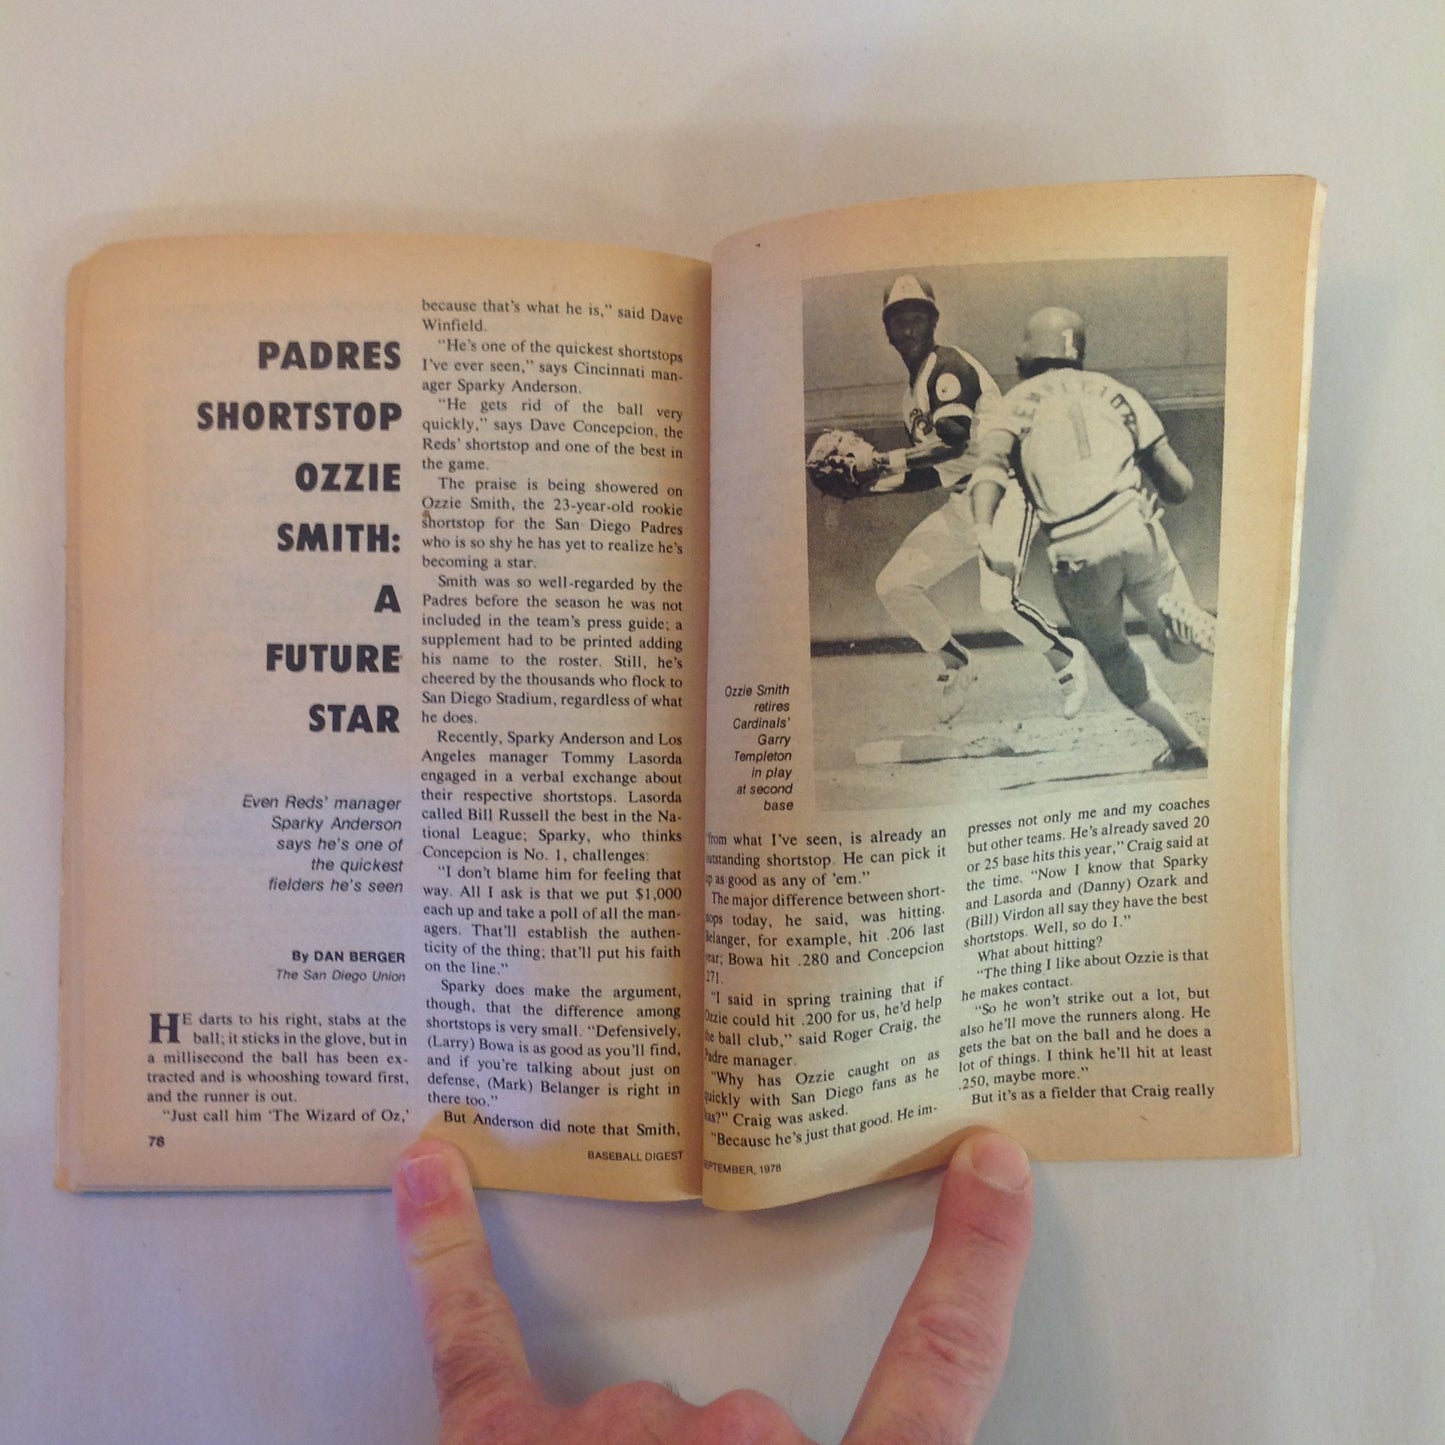 PADRES
SHORTSTOP
OZZIE
SMITH:
A
FUTURE
STAR
Even Reds' manager
Sparky Anderson
says he's one of
the quickest
fielders he's seen
By DAN BERGER
The San Diego Union
HE darts to his right, stabs at the
ball; it sticks in the glove, but in
a millisecond the ball has been ex-
tracted and is whooshing toward first,
and the runner is out.
"Just call him 'The Wizard of Oz,'
78
because that's what he is," said Dave
Winfield.
"He's one of the quickest shortstops
I've ever seen," says Cincinnati man-
ager Sparky Anderson.
"He gets rid of the ball very
quickly," says Dave Concepcion, the
Reds' shortstop and one of the best in
the game.
The praise is being showered on
Ozzie Smith, the 23-year-old rookie
shortstop for the San Diego Padres
who is so shy he has yet to realize he's
becoming a star.
Smith was so well-regarded by the
Padres before the season he was not
included in the team's press guide; a
supplement had to be printed adding
his name to the roster. Still, he's
cheered by the thousands who flock to
San Diego Stadium, regardless of what
he does.
Recently, Sparky Anderson and Los
Angeles manager Tommy Lasorda
engaged in a verbal exchange about
their respective shortstops. Lasorda
called Bill Russell the best in the Na-
tional League; Sparky, who thinks
Concepcion is No. 1, challenges:
"I don't blame him for feeling that
way. All I ask is that we put $1,000
each up and take a poll of all the man-
agers. That'll establish the authen-
ticity of the thing; that'll put his faith
on the line."
Sparky does make the argument,
though, that the difference among
shortstops is very small. "Defensively,
(Larry) Bowa is as good as you'll find,
and if you're talking about just on
defense, (Mark) Belanger is right in
there too."
But Anderson did note that Smith,
BASEBALL DIGEST
1
Ozzie Smith
retires
Cardinals'
Garry
Templeton
in play
at second
base
from what I've seen, is already an
outstanding shortstop. He can pick it
up as good as any of 'em."
The major difference between short-
stops today, he said, was hitting.
Belanger, for example, hit .206 last
year; Bowa hit .280 and Concepcion
.271.
"I said in spring training that if
Ozzie could hit .200 for us, he'd help
the ball club," said Roger Craig, the
Padre manager.
"Why has Ozzie caught on as
quickly with San Diego fans as he
has?" Craig was asked.
"Because he's just that good. He im-
SEPTEMBER, 1978
presses not only me and my coaches
but other teams. He's already saved 20
or 25 base hits this year," Craig said at
the time. "Now I know that Sparky
and Lasorda and (Danny) Ozark and
(Bill) Virdon all say they have the best
shortstops. Well, so do I."
What about hitting?
"The thing I like about Ozzie is that
he makes contact.
"So he won't strike out a lot, but
also he'll move the runners along. He
gets the bat on the ball and he does a
lot of things. I think he'll hit at least
.250, maybe more."
But it's as a fielder that Craig really